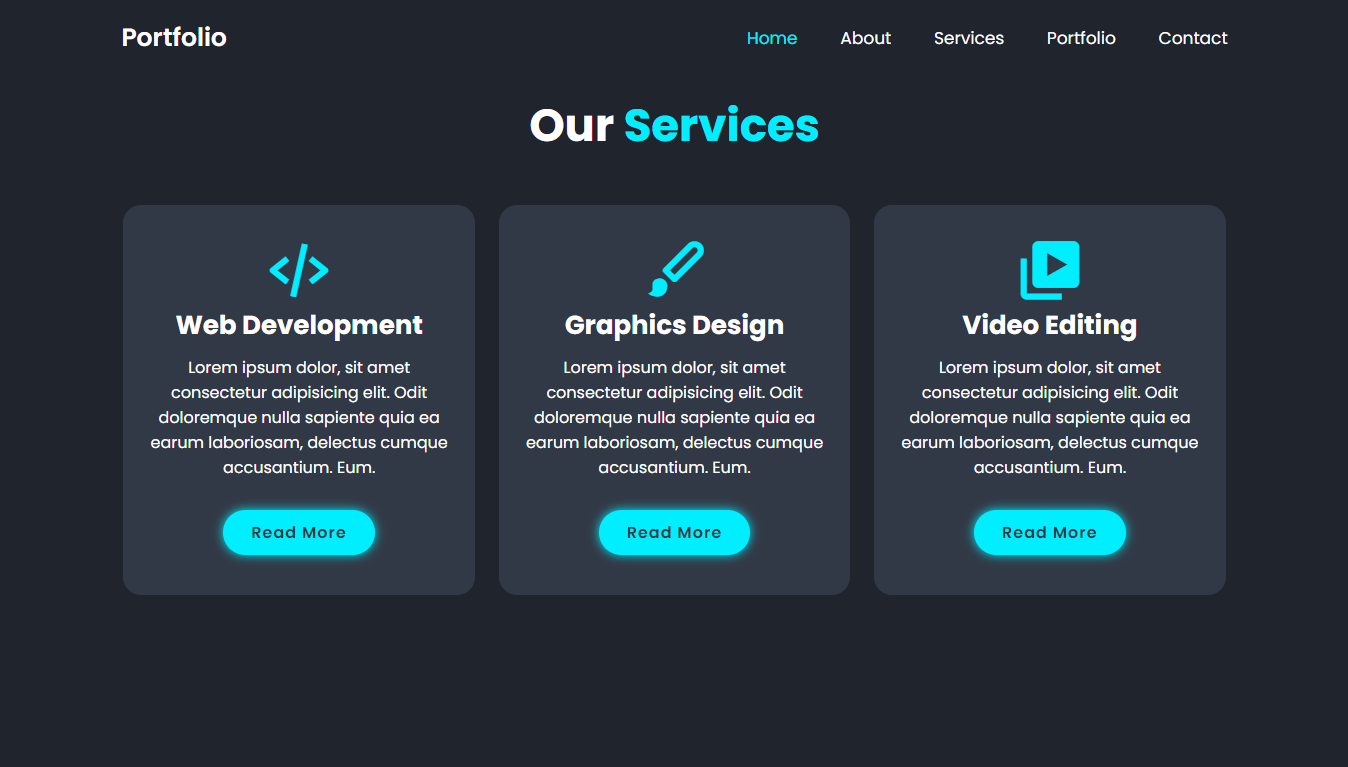 Portfolio
Home About Services Portfolio Contact
Our Services
Web Development
Lorem ipsum dolor, sit amet
consectetur adipisicing elit. Odit
doloremque nulla sapiente quia ea
earum laboriosam, delectus cumque
accusantium. Eum.
Read More
Graphics Design
Lorem ipsum dolor, sit amet
consectetur adipisicing elit. Odit
doloremque nulla sapiente quia ea
earum laboriosam, delectus cumque
accusantium. Eum.
Read More
Video Editing
Lorem ipsum dolor, sit amet
consectetur adipisicing elit. Odit
doloremque nulla sapiente quia ea
earum laboriosam, delectus cumque
accusantium. Eum.
Read More